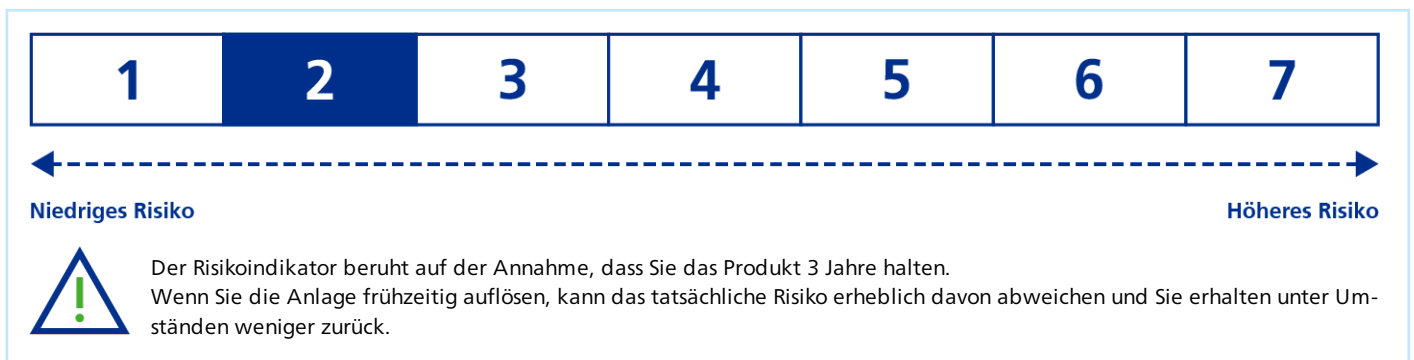 1 2 3 4 5 6 7
Niedriges Risiko Höheres Risiko
Der Risikoindikator beruht auf der Annahme, dass Sie das Produkt 3 Jahre halten.
Wenn Sie die Anlage frühzeitig auflösen, kann das tatsächliche Risiko erheblich davon abweichen und Sie erhalten unter Um-
ständen weniger zurück.